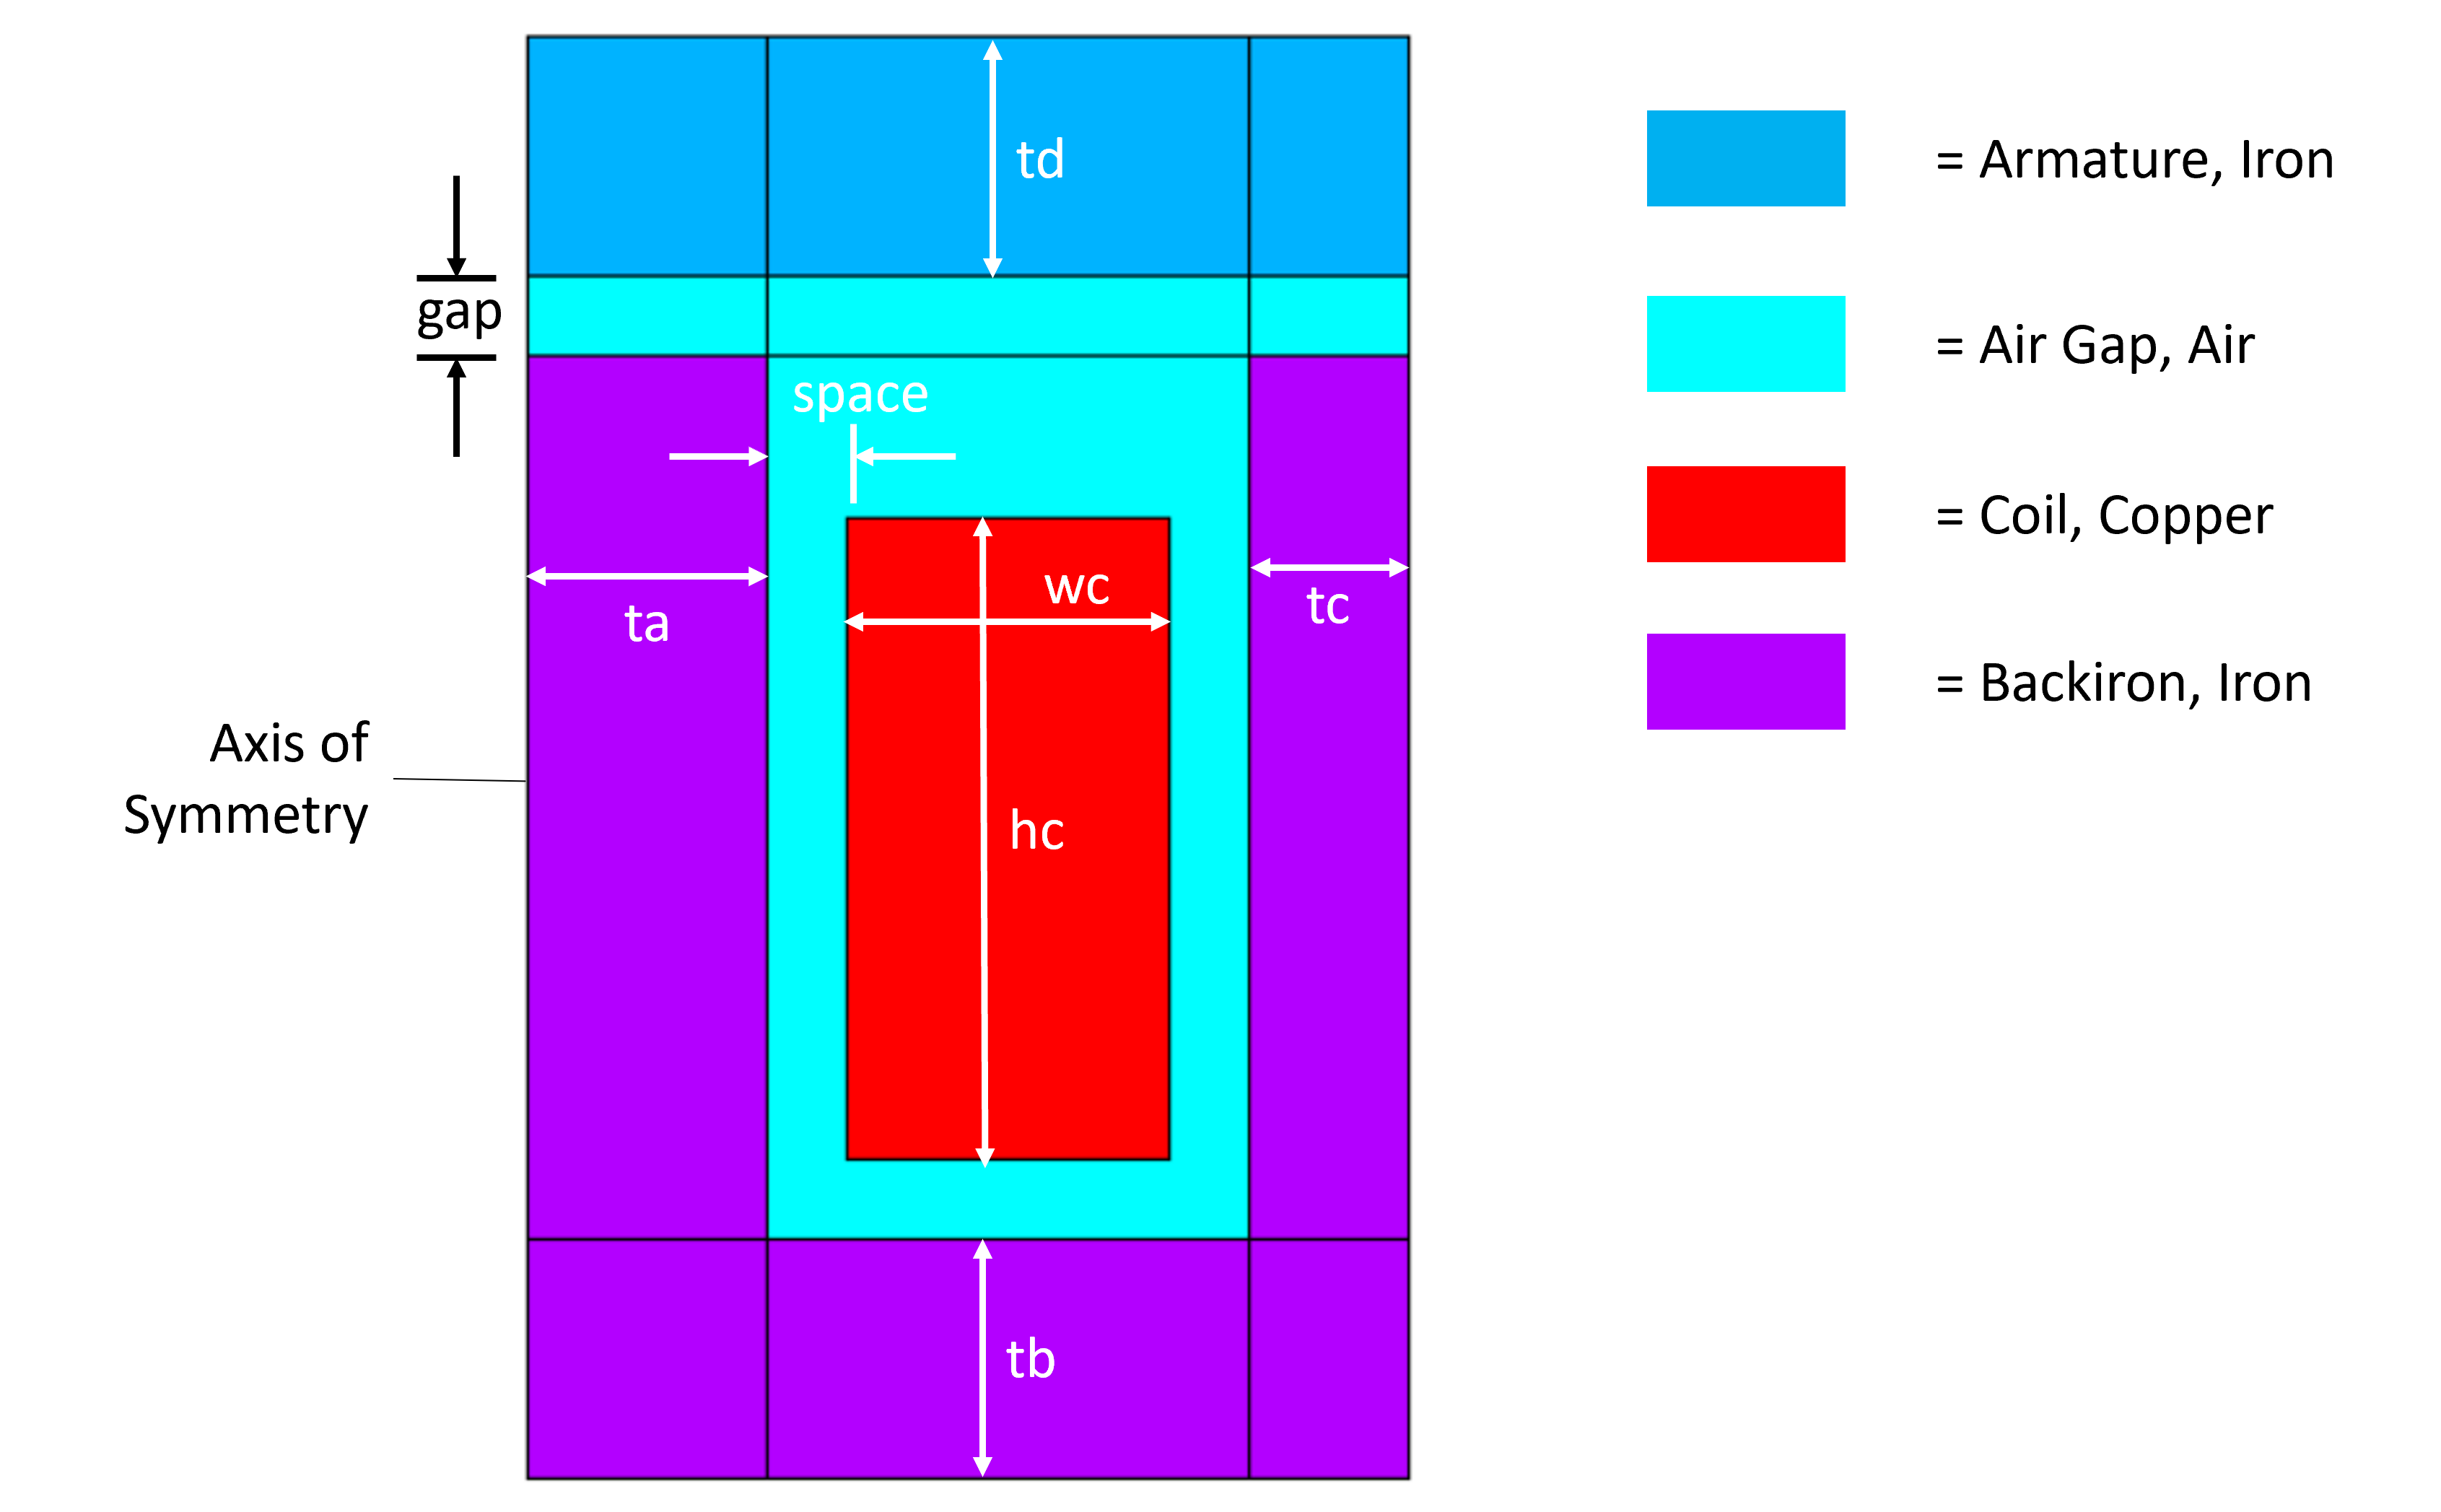 td
gap
space
wc
ta
tc
Axis of
Symmetry
hc
tb
= Armature, Iron
= Air Gap, Air
= Coil, Copper
= Backiron, Iron